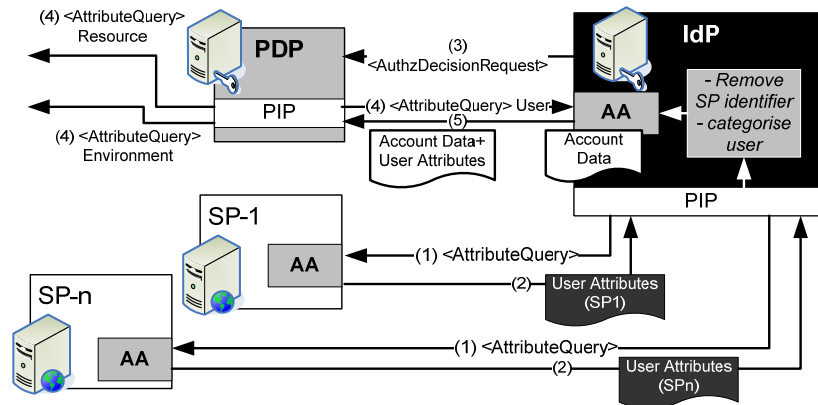 (4) <AttributeQuery>
Resource
PDP
(3)
<AuthzDecisionRequest>
IdP
- Remove
SP identifier
- categorise
user
PIP
(4) <AttributeQuery> User
AA
(5)
(4) <AttributeQuery>
Environment
Account Data+
User Attributes
Account
Data
PIP
SP-1
AA
(1) <AttributeQuery>
(2)
User Attributes
(SP1)
SP-n
AA
(1) <AttributeQuery>
(2)
User Attributes
(SPn)